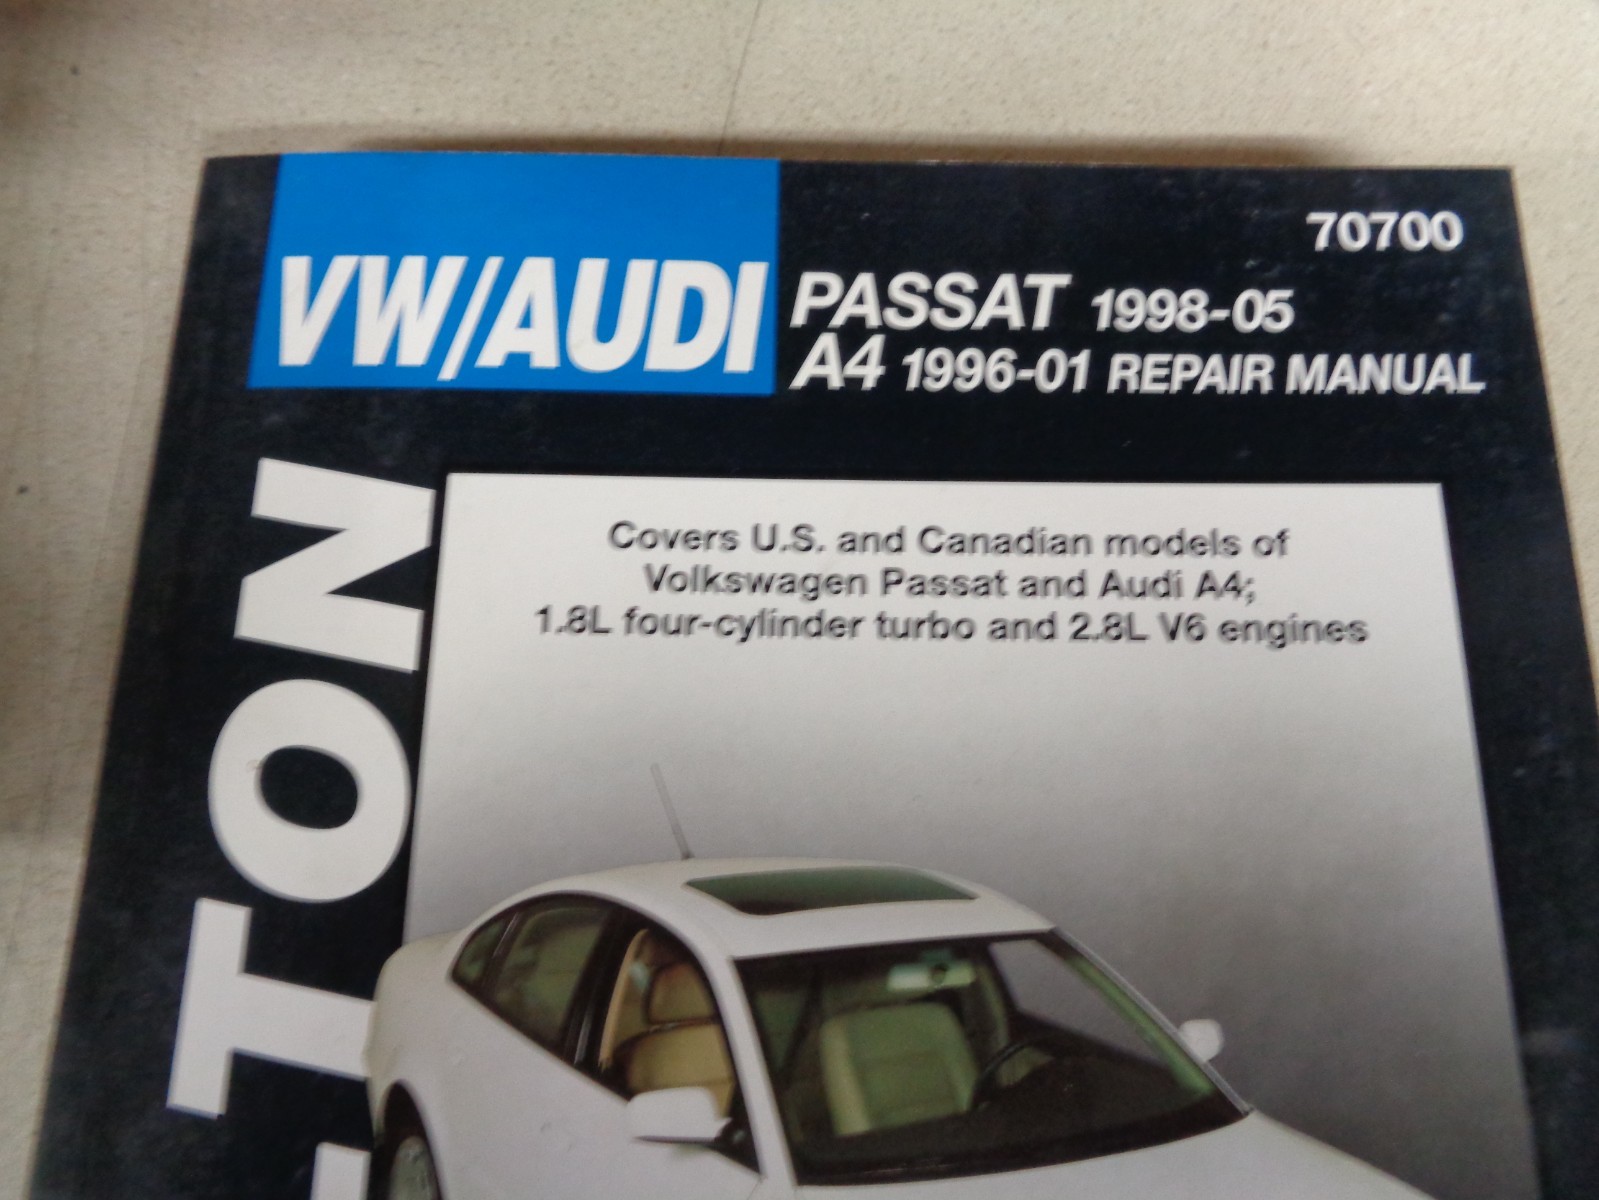 70700
VW/AUDI
PASSAT 1998-05
A4 1996-01 REPAIR MANUAL
Covers U.S. and Canadian models of
Volkswagen Passat and Audi A4;
1.8L four-cylinder turbo and 2.8L V6 engines
LTON